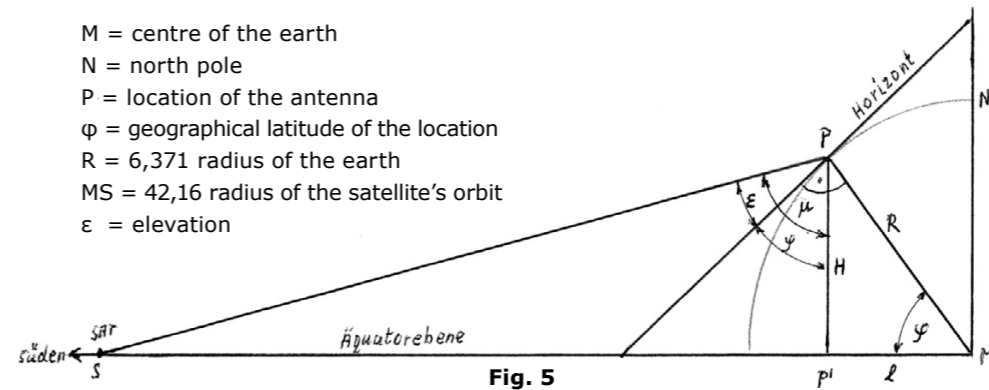 M = centre of the earth
N = north pole
P = location of the antenna
φ = geographical latitude of the location
R = 6,371 radius of the earth
MS = 42,16 radius of the satellite's orbit
ε = elevation
Horizont
N
P
ε
μ
R
φ
H
φ
SAT
Äquatorebene
Süden
S
Fig. 5
P'
l
M